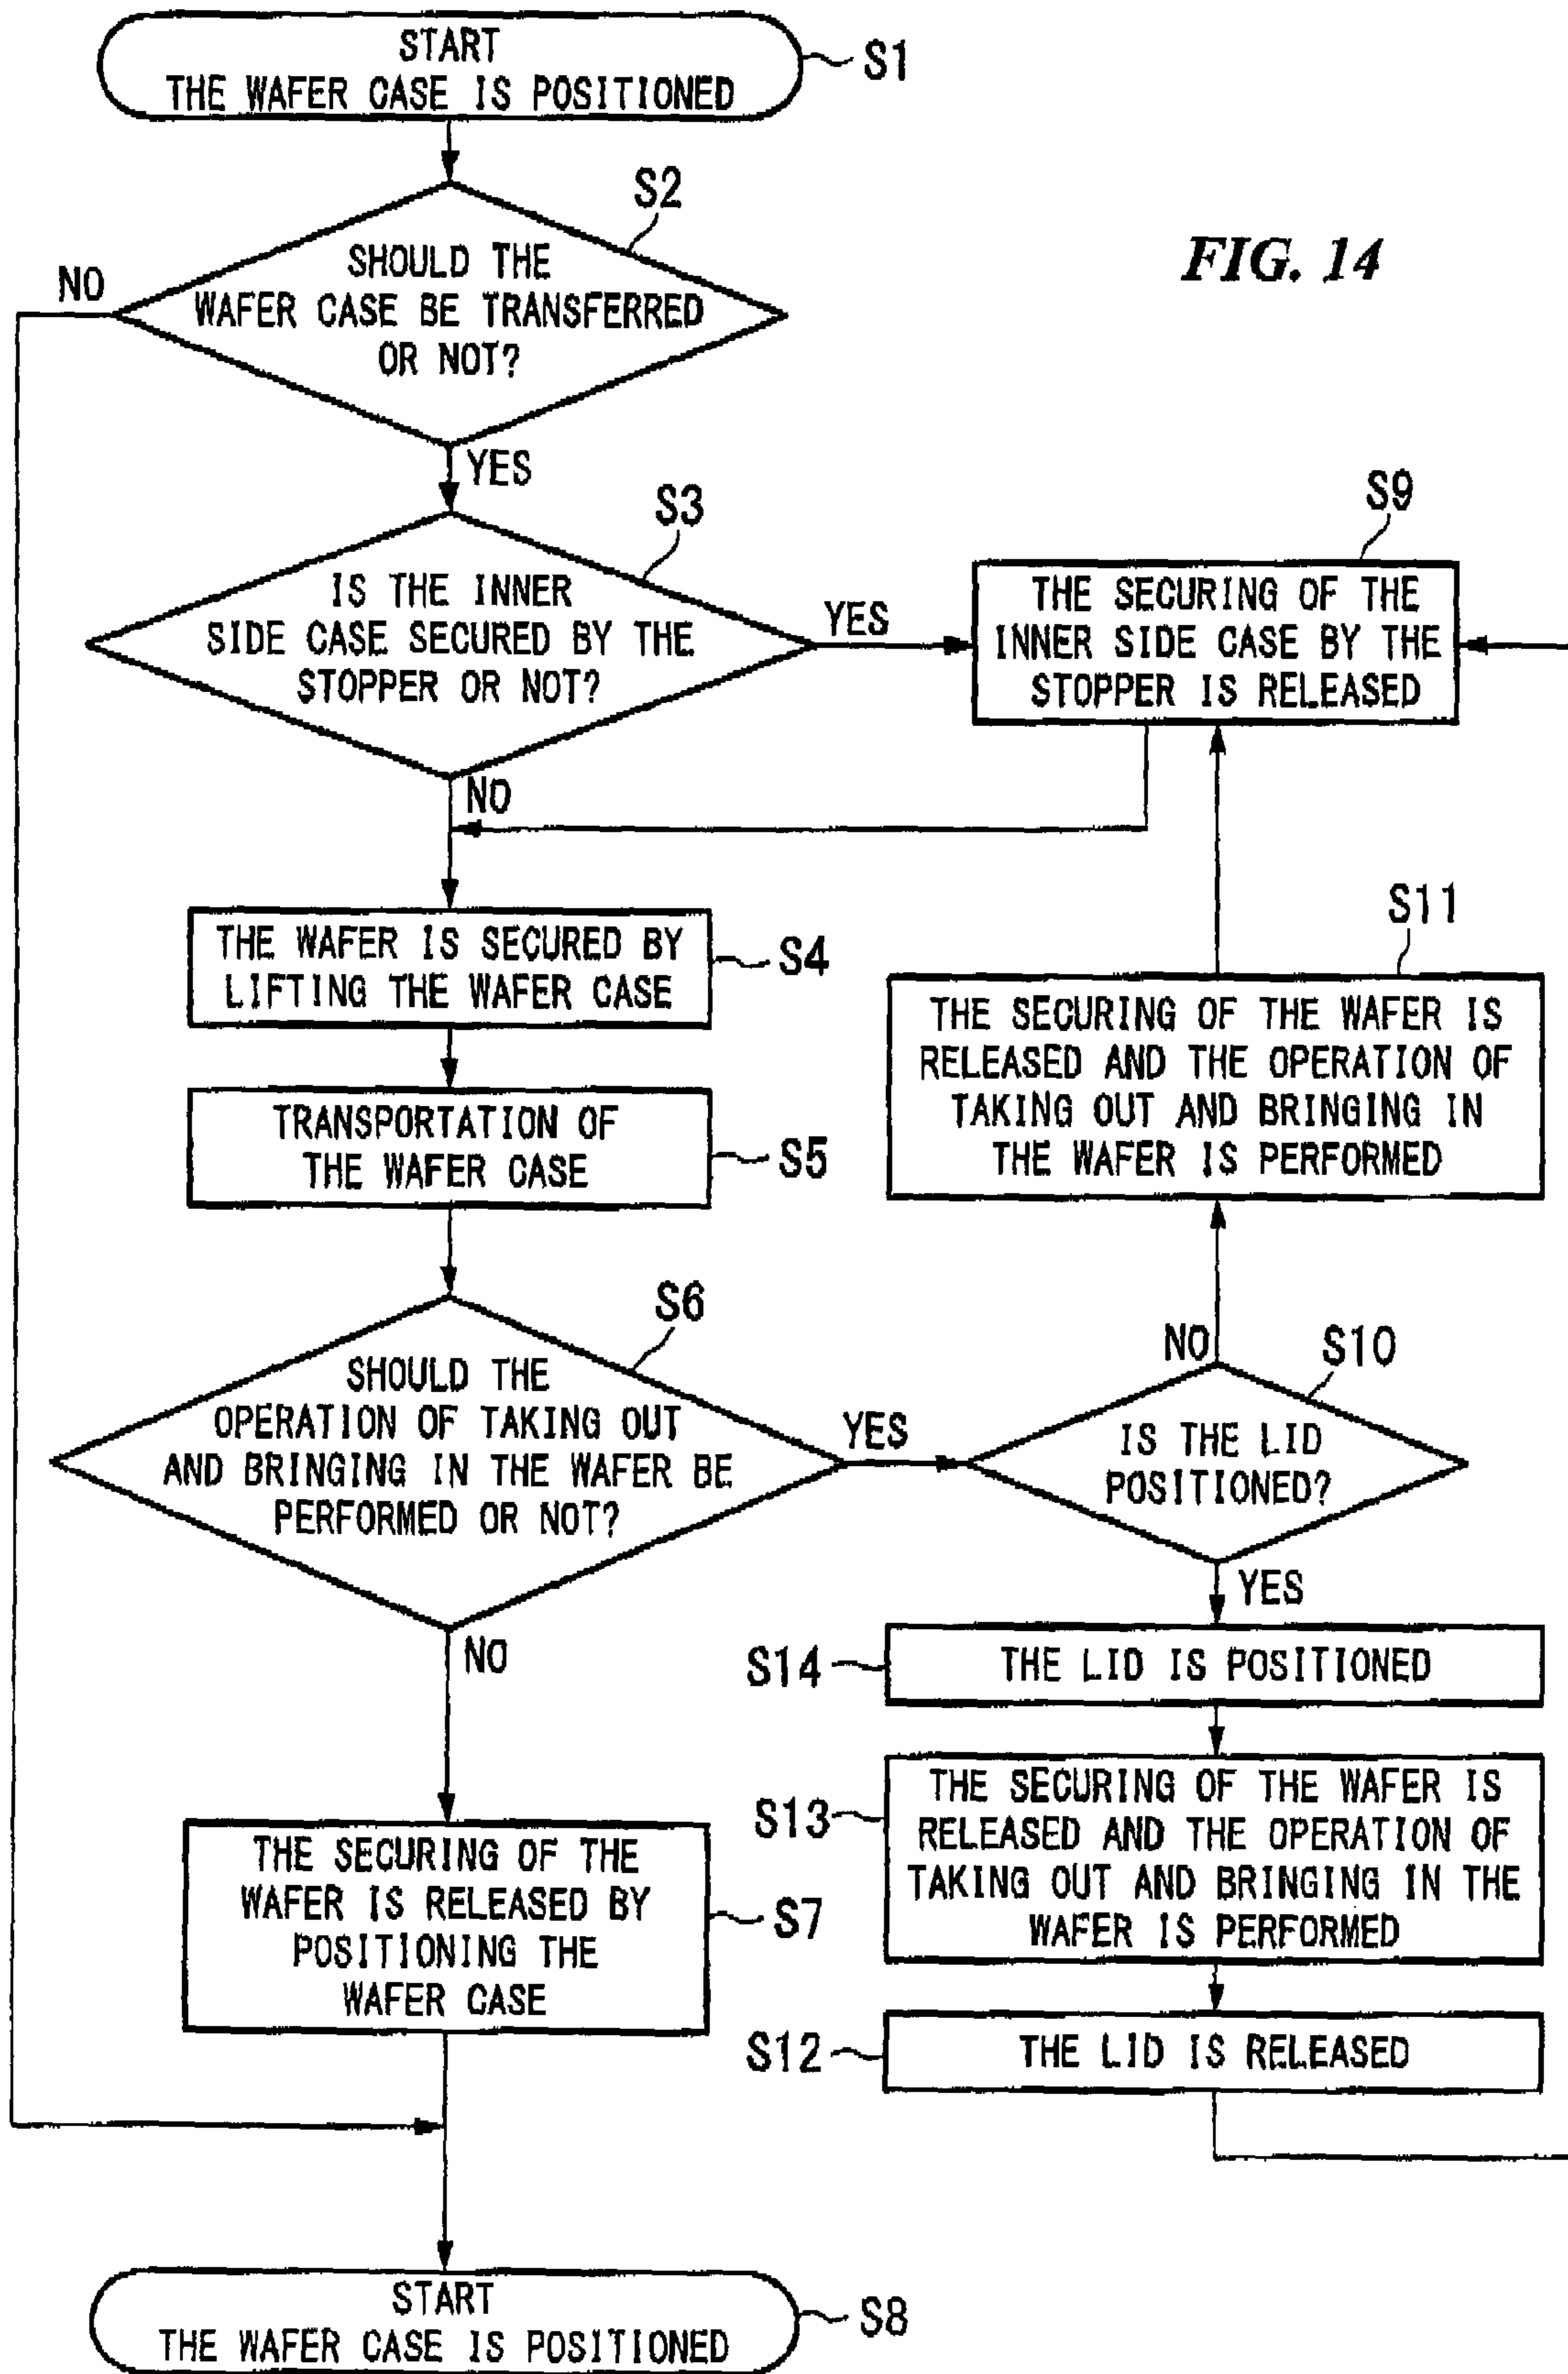 START
THE WAFER CASE IS POSITIONED
S1
S2
SHOULD THE
WAFER CASE BE TRANSFERRED
OR NOT?
NO
FIG. 14
YES
S3
IS THE INNER
SIDE CASE SECURED BY THE
STOPPER OR NOT?
YES
NO
S9
THE SECURING OF THE
INNER SIDE CASE BY THE
STOPPER IS RELEASED
THE WAFER IS SECURED BY
LIFTING THE WAFER CASE
S4
S11
THE SECURING OF THE WAFER IS
RELEASED AND THE OPERATION OF
TAKING OUT AND BRINGING IN
THE WAFER IS PERFORMED
TRANSPORTATION OF
THE WAFER CASE
S5
S6
SHOULD THE
OPERATION OF TAKING OUT
AND BRINGING IN THE WAFER BE
PERFORMED OR NOT?
YES
NO
NO
S10
IS THE LID
POSITIONED?
YES
S14
THE LID IS POSITIONED
S13
THE SECURING OF THE WAFER IS
RELEASED AND THE OPERATION OF
TAKING OUT AND BRINGING IN THE
WAFER IS PERFORMED
THE SECURING OF THE
WAFER IS RELEASED BY
POSITIONING THE
WAFER CASE
S7
S12
THE LID IS RELEASED
START
THE WAFER CASE IS POSITIONED
S8